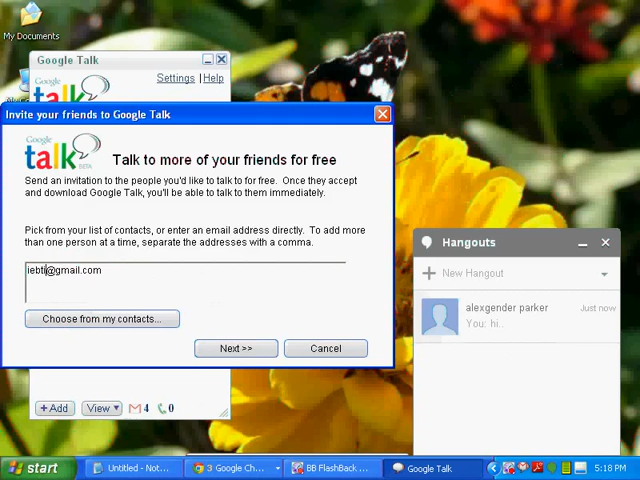 My Documents
Google Talk
Settings | Help
Google
talk
Invite your friends to Google Talk
Google
talk
BETA
Talk to more of your friends for free
Send an invitation to the people you'd like to talk to for free. Once they accept
and download Google Talk, you'll be able to talk to them immediately.
Pick from your list of contacts, or enter an email address directly. To add more
than one person at a time, separate the addresses with a comma.
iebti@gmail.com
Choose from my contacts...
Next >>
Cancel
+ Add
View
4
0
Hangouts
New Hangout
alexgender parker
Just now
You: hi..
start
Untitled - Not...
3 Google Ch...
BB FlashBack ...
Google Talk
5:18 PM